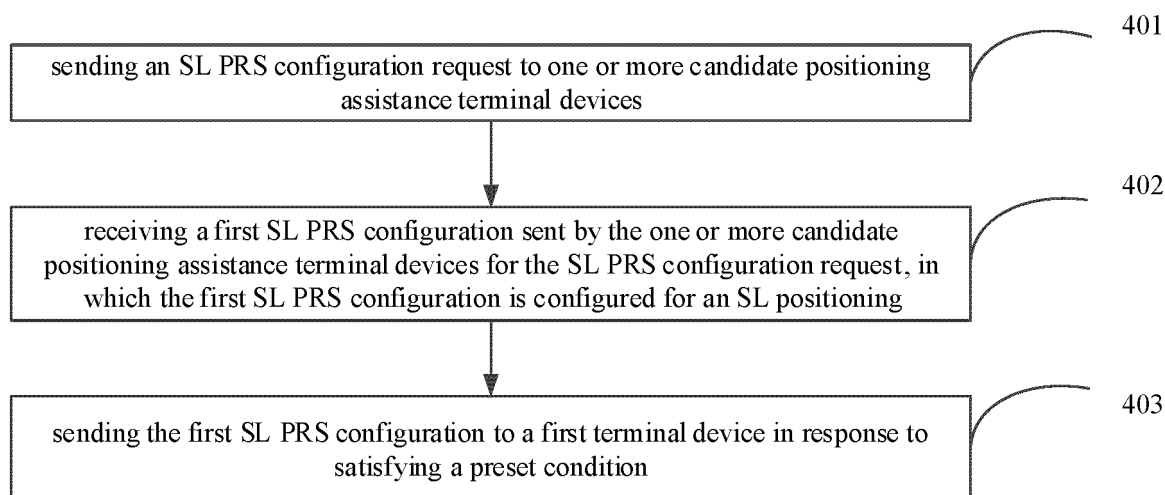 401
sending an SL PRS configuration request to one or more candidate positioning
assistance terminal devices
402
receiving a first SL PRS configuration sent by the one or more candidate
positioning assistance terminal devices for the SL PRS configuration request, in
which the first SL PRS configuration is configured for an SL positioning
403
sending the first SL PRS configuration to a first terminal device in response to
satisfying a preset condition